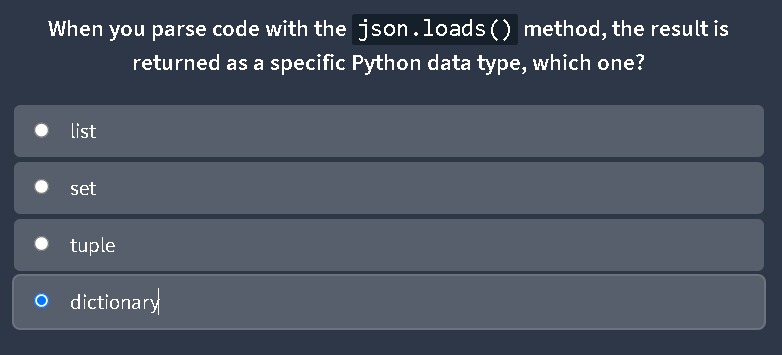 When you parse code with the json.loads() method, the result is
returned as a specific Python data type, which one?
list
set
tuple
dictionary